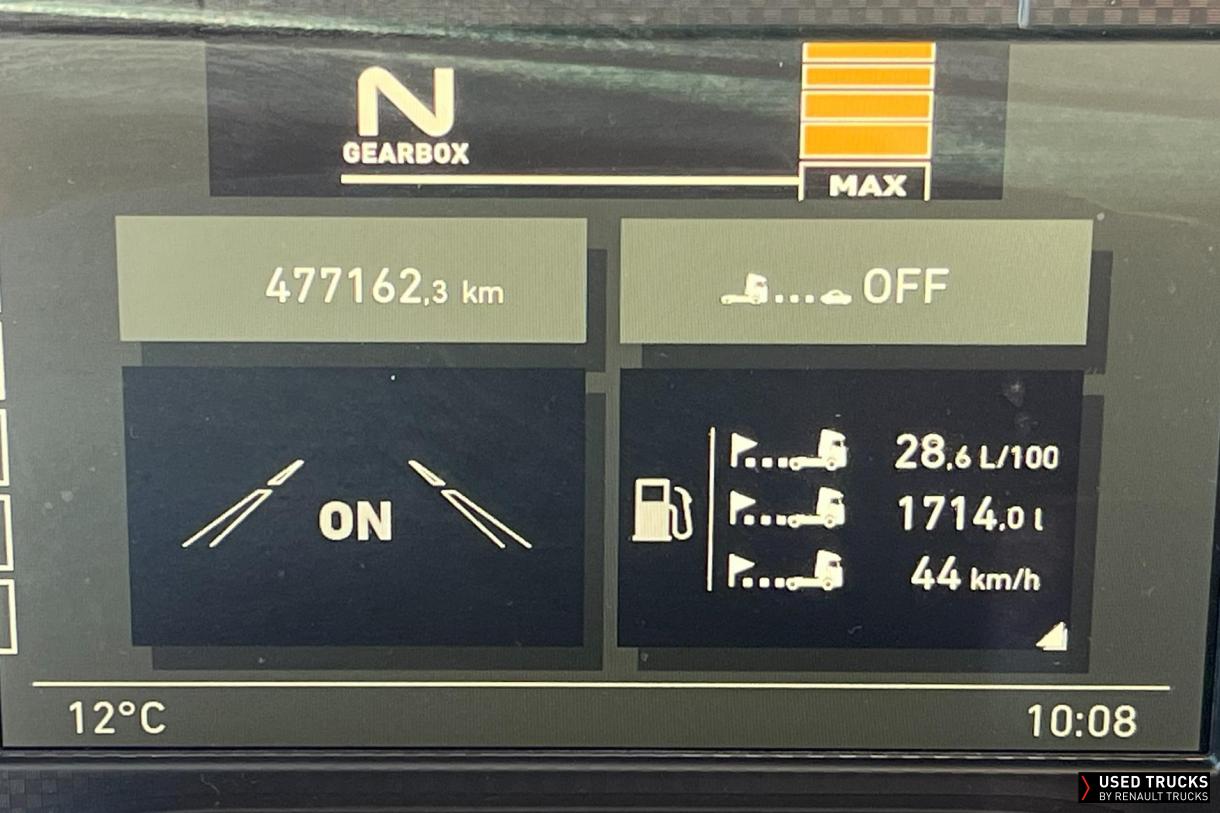 N
GEARBOX
MAX
477162,3 km
OFF
ON
28,6 L/100
1714,0 l
44 km/h
12°C
10:08
USED TRUCKS
BY RENAULT TRUCKS